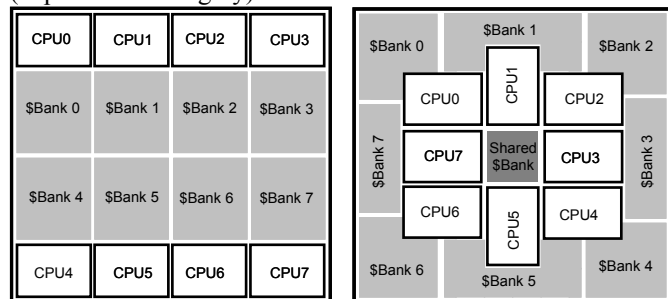 CPU0 CPU1 CPU2 CPU3
$Bank 0 $Bank 1 $Bank 2 $Bank 3
$Bank 4 $Bank 5 $Bank 6 $Bank 7
CPU4 CPU5 CPU6 CPU7
$Bank 0 $Bank 1 $Bank 2
CPU0 CPU1 CPU2
$Bank 7 CPU7 Shared CPU3 $Bank 3
$Bank
CPU6 CPU5 CPU4
$Bank 6 $Bank 5 $Bank 4